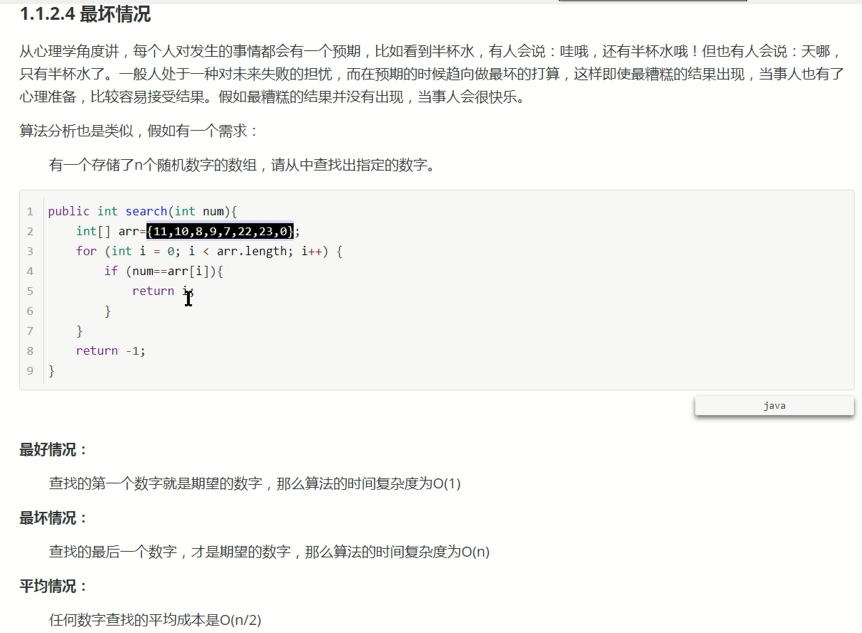 1.1.2.4 最坏情况
从心理学角度讲，每个人对发生的事情都会有一个预期，比如看到半杯水，有人会说：哇哦，还有半杯水哦！但也有人会说：天哪，
只有半杯水了。一般人处于一种对未来失败的担忧，而在预期的时候趋向做最坏的打算，这样即使最糟糕的结果出现，当事人也有了
心理准备，比较容易接受结果。假如最糟糕的结果并没有出现，当事人会很快乐。
算法分析也是类似，假如有一个需求：
有一个存储了n个随机数字的数组，请从中查找出指定的数字。
1 public int search(int num){
2 int[] arr={11,10,8,9,7,22,23,0};
3 for (int i = 0; i < arr.length; i++) {
4 if (num==arr[i]){
5 return i;
6 }
7 }
8 return -1;
9 }
java
最好情况：
查找的第一个数字就是期望的数字，那么算法的时间复杂度为O(1)
最坏情况：
查找的最后一个数字，才是期望的数字，那么算法的时间复杂度为O(n)
平均情况：
任何数字查找的平均成本是O(n/2)